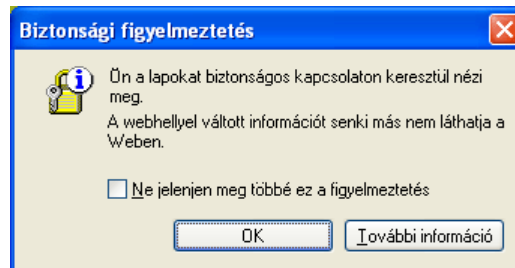 Biztonsági figyelmeztetés
Ön a lapokat biztonságos kapcsolaton keresztül nézi
meg.
A webhellyel váltott információt senki más nem láthatja a
Weben.
Ne jelenjen meg többé ez a figyelmeztetés
OK
További információ